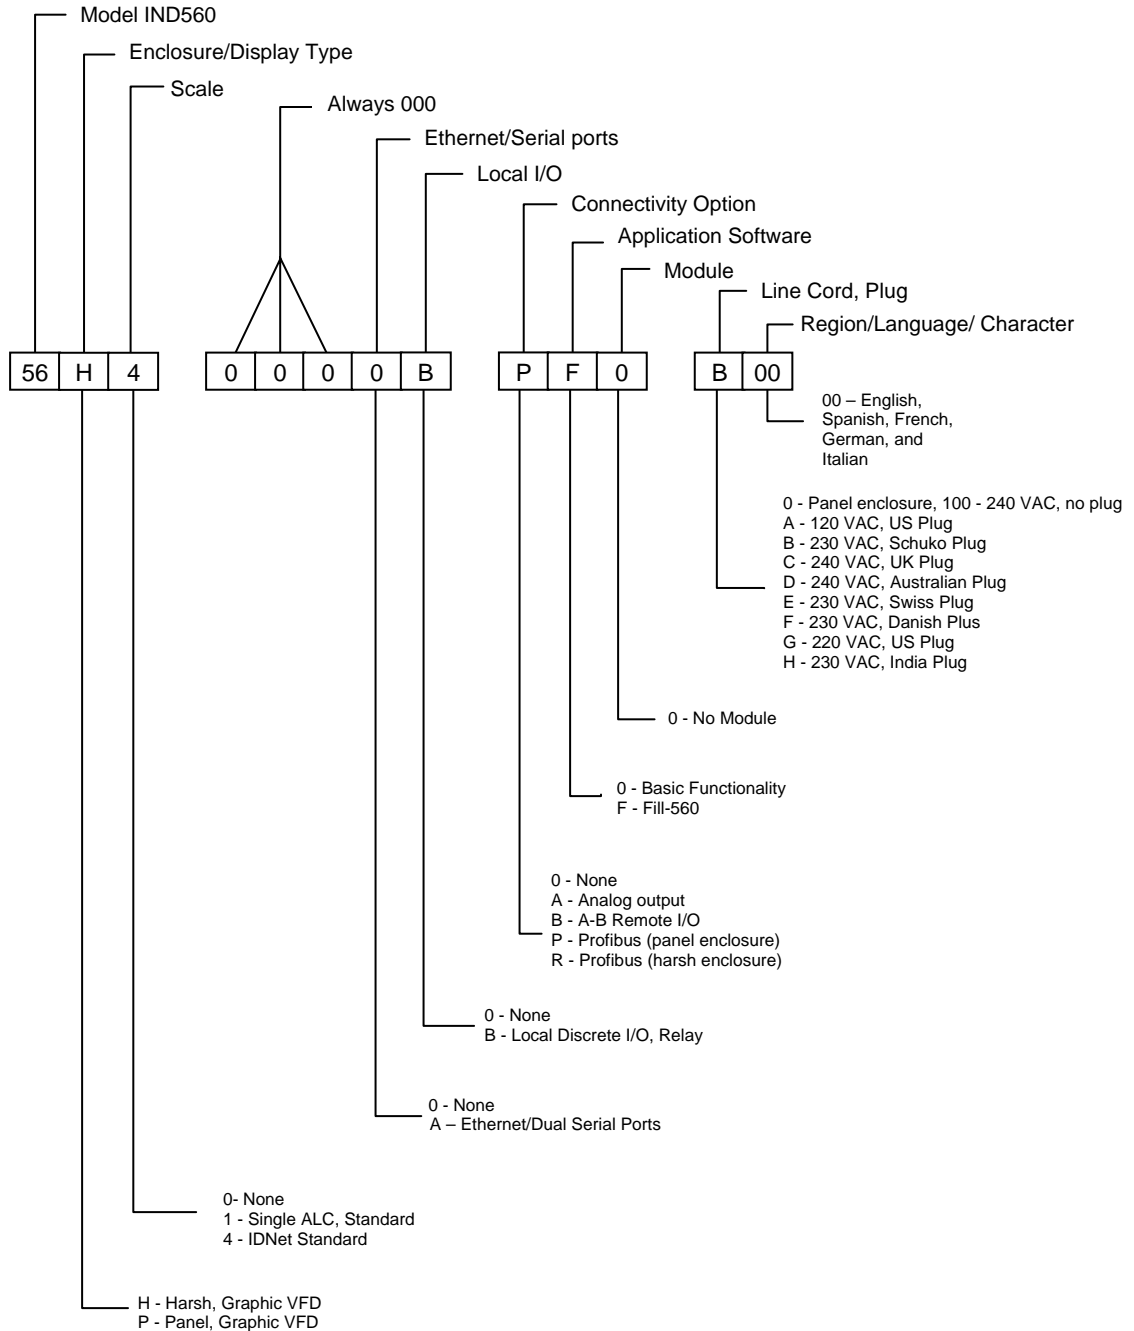 Model IND560
Enclosure/Display Type
Scale
Always 000
Ethernet/Serial ports
Local I/O
Connectivity Option
Application Software
Module
Line Cord, Plug
Region/Language/ Character
56 H 4 0 0 0 0 B P F 0 B 00
00 – English,
Spanish, French,
German, and
Italian
0 - Panel enclosure, 100 - 240 VAC, no plug
A - 120 VAC, US Plug
B - 230 VAC, Schuko Plug
C - 240 VAC, UK Plug
D - 240 VAC, Australian Plug
E - 230 VAC, Swiss Plug
F - 230 VAC, Danish Plus
G - 220 VAC, US Plug
H - 230 VAC, India Plug
0 - No Module
0 - Basic Functionality
F - Fill-560
0 - None
A - Analog output
B - A-B Remote I/O
P - Profibus (panel enclosure)
R - Profibus (harsh enclosure)
0 - None
B - Local Discrete I/O, Relay
0 - None
A – Ethernet/Dual Serial Ports
0- None
1 - Single ALC, Standard
4 - IDNet Standard
H - Harsh, Graphic VFD
P - Panel, Graphic VFD